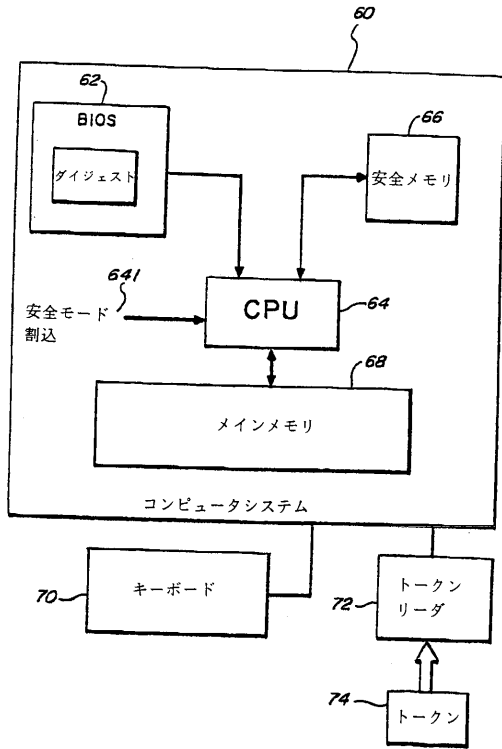 60
62
BIOS
ダイジェスト
66
安全メモリ
641
安全モード
割込
CPU
64
68
メインメモリ
コンピュータシステム
70
キーボード
72
トークン
リーダ
74
トークン